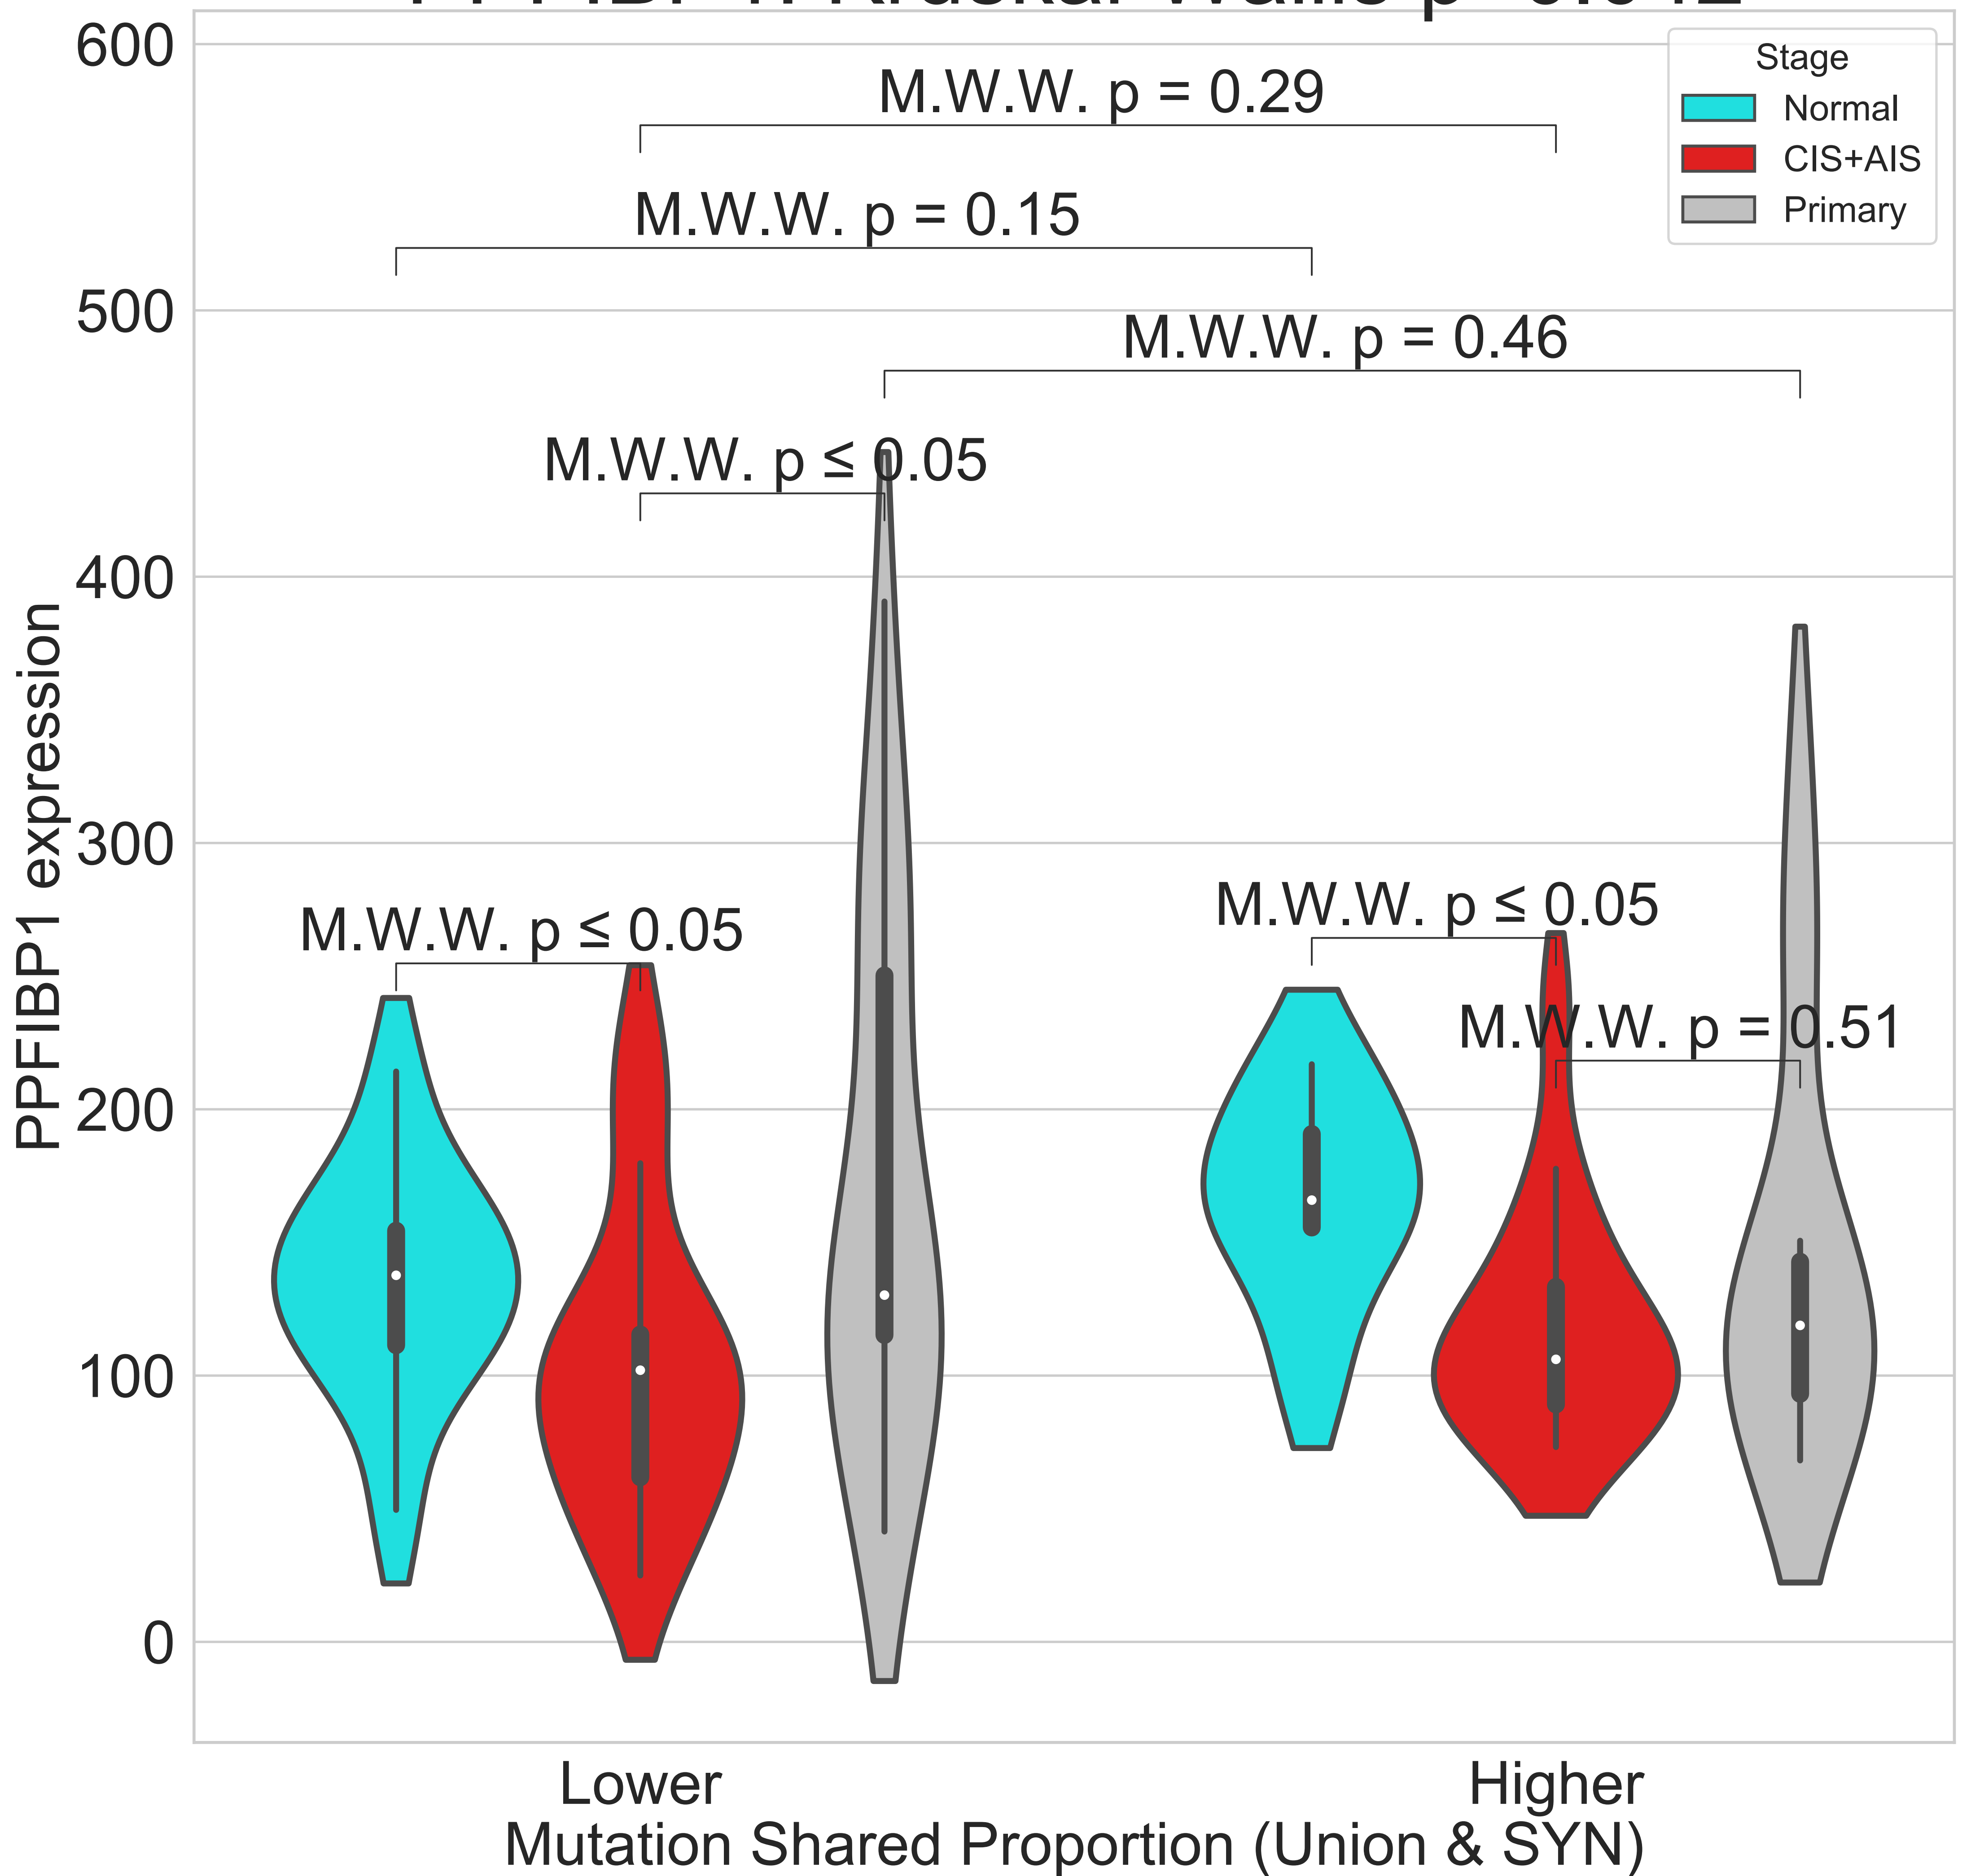 600
500
400
300
200
100
0
PPFIBP1 expression
Stage
Normal
CIS+AIS
Primary
M.W.W. p = 0.29
M.W.W. p = 0.15
M.W.W. p = 0.46
M.W.W. p ≤ 0.05
M.W.W. p ≤ 0.05
M.W.W. p ≤ 0.05
M.W.W. p = 0.51
Lower
Higher
Mutation Shared Proportion (Union & SYN)